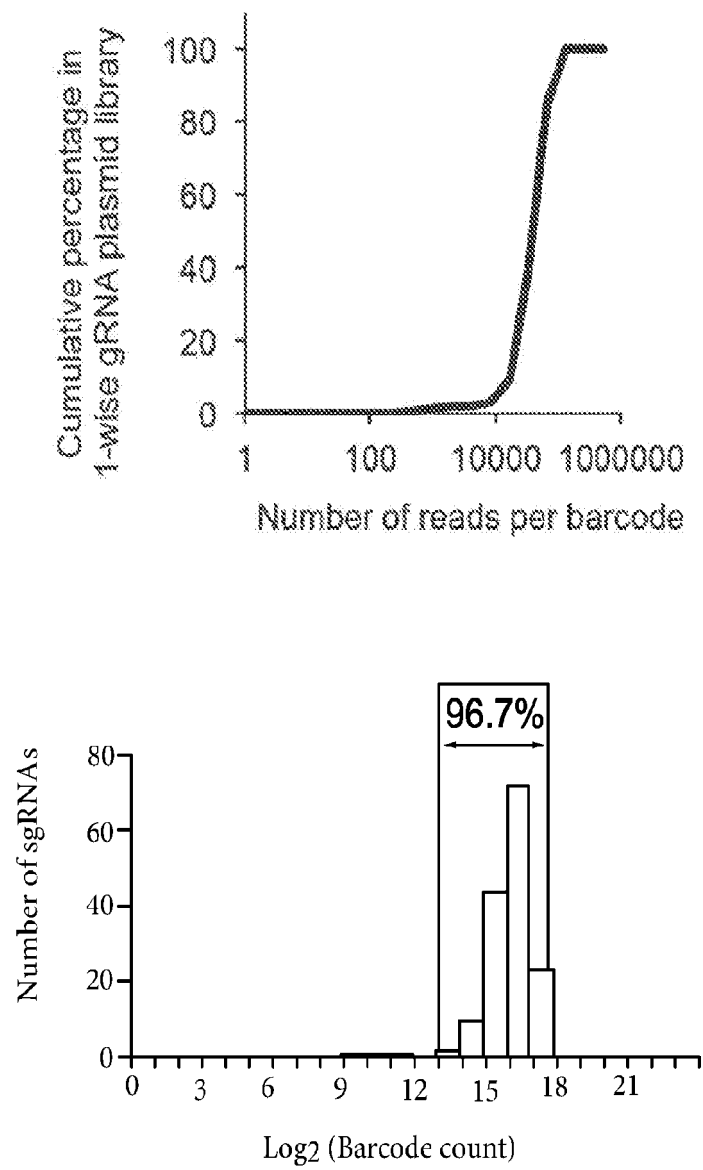 Cumulative percentage in
1-wise gRNA plasmid library
100
80
60
40
20
0
1 100 10000 1000000
Number of reads per barcode
96.7%
Number of sgRNAs
80
60
40
20
0
0 3 6 9 12 15 18 21
Log2 (Barcode count)